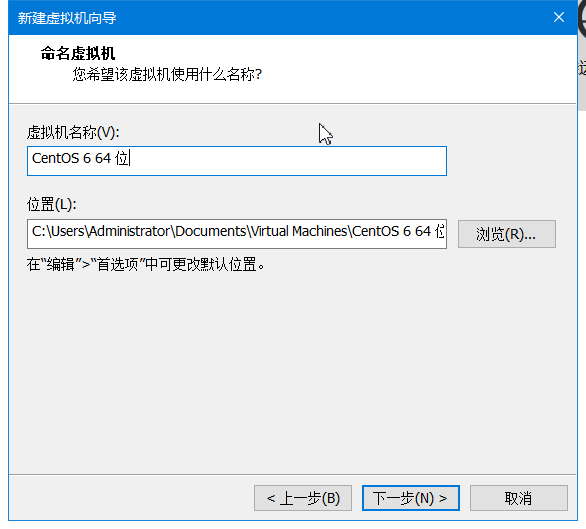 新建虚拟机向导
命名虚拟机
您希望该虚拟机使用什么名称?
虚拟机名称(V):
CentOS 6 64 位
位置(L):
C:\Users\Administrator\Documents\Virtual Machines\CentOS 6 64 位
浏览(R)...
在“编辑”>“首选项”中可更改默认位置。
< 上一步(B)
下一步(N) >
取消